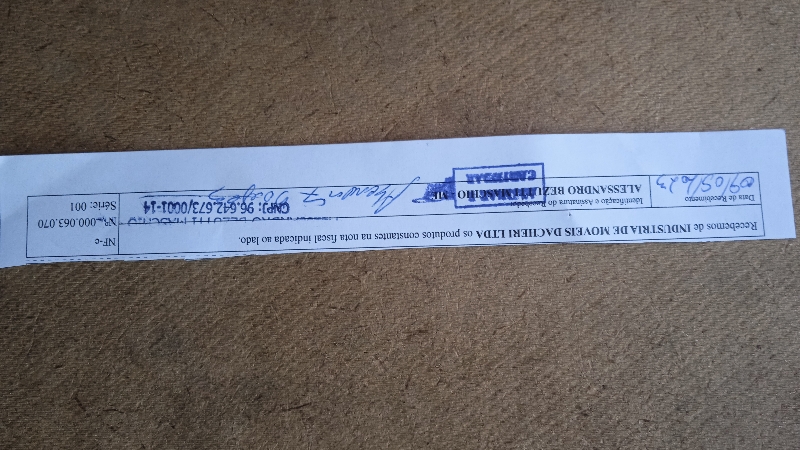 Recebemos de INDUSTRIA DE MOVEIS DACHERI LTDA os produtos constantes na nota fiscal indicada ao lado.
NF-e
Nº 000.063.070
Série: 001
Data de Recebimento
09/05/2023
Identificação e Assinatura do Recebedor
ALESSANDRO BEZUTTI MASCHIO - ME
CNPJ: 96.642.673/0001-14